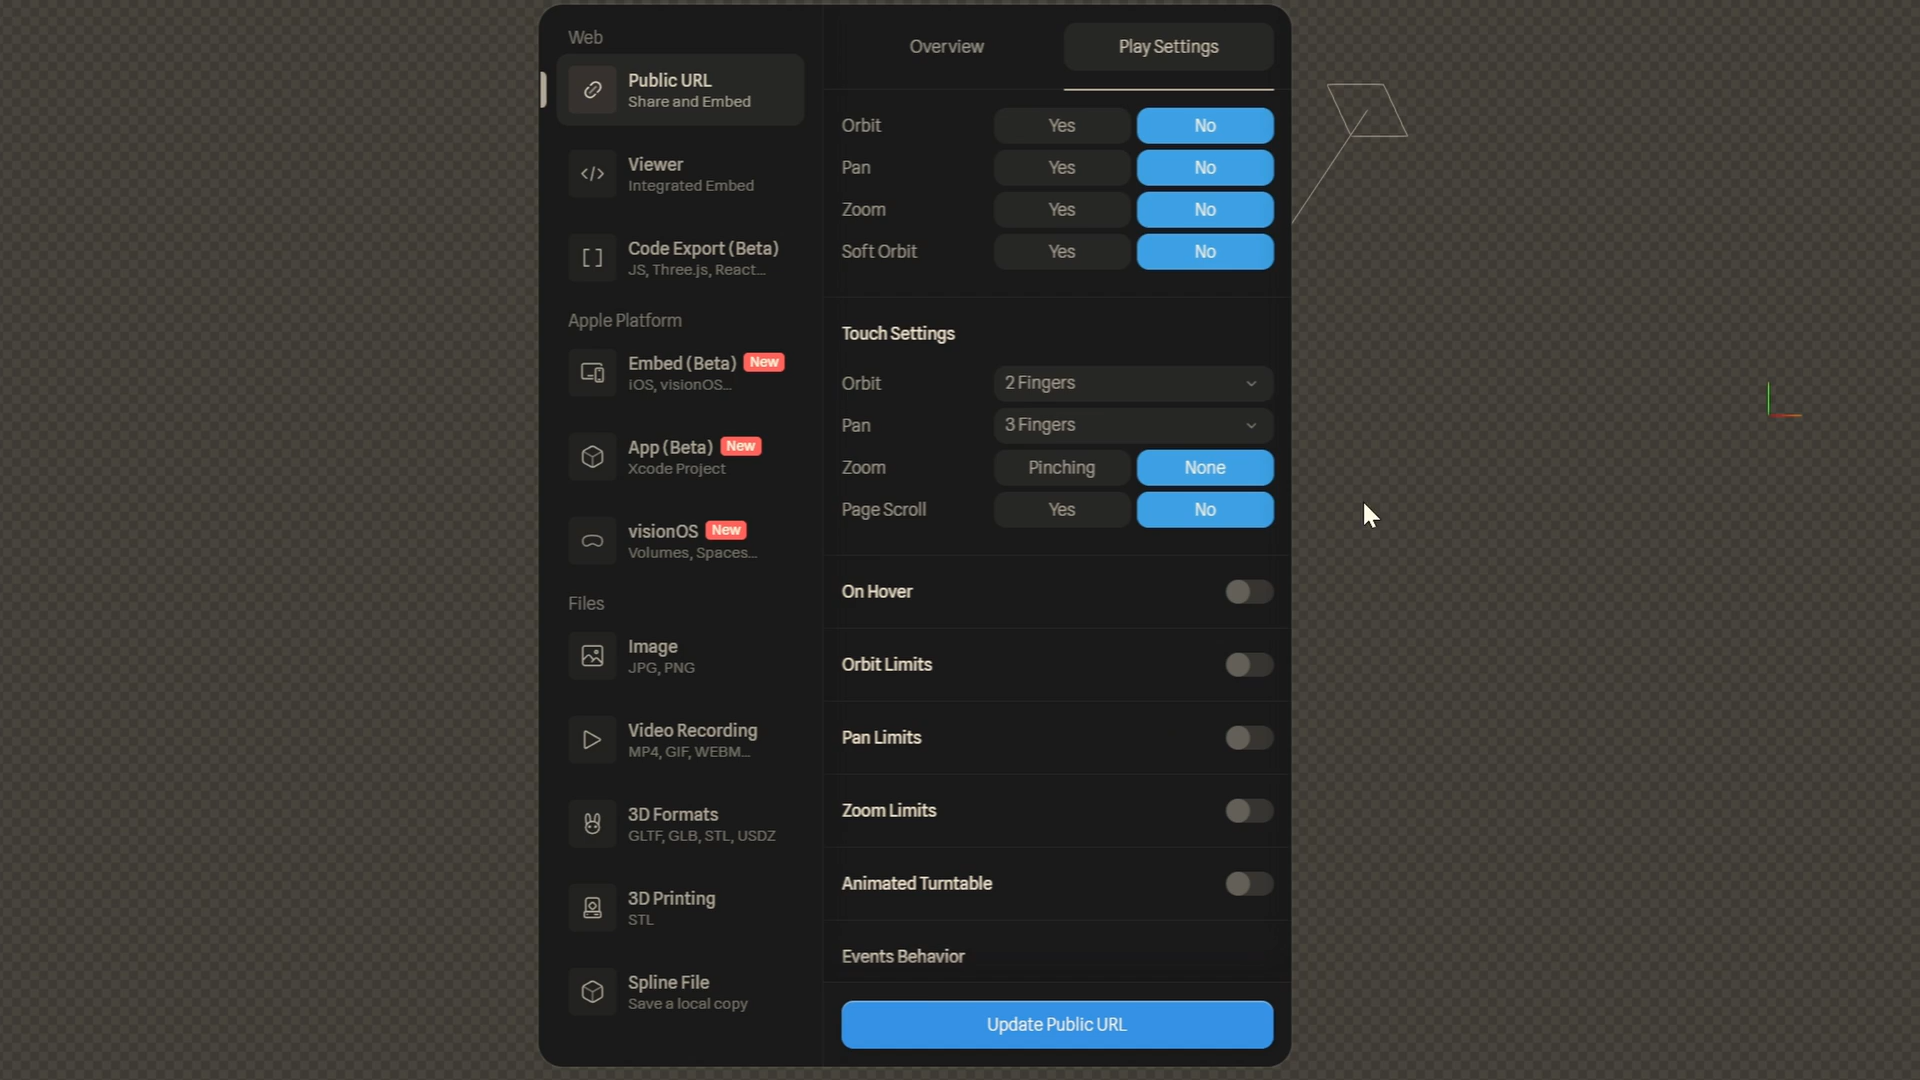 Web
Public URL
Share and Embed
Viewer
Integrated Embed
Code Export (Beta)
JS, Three.js, React...
Apple Platform
Embed (Beta) New
iOS, visionOS...
App (Beta) New
Xcode Project
visionOS New
Volumes, Spaces...
Files
Image
JPG, PNG
Video Recording
MP4, GIF, WEBM...
3D Formats
GLTF, GLB, STL, USDZ
3D Printing
STL
Spline File
Save a local copy
Overview Play Settings
Orbit Yes No
Pan Yes No
Zoom Yes No
Soft Orbit Yes No
Touch Settings
Orbit 2 Fingers
Pan 3 Fingers
Zoom Pinching None
Page Scroll Yes No
On Hover
Orbit Limits
Pan Limits
Zoom Limits
Animated Turntable
Events Behavior
Update Public URL